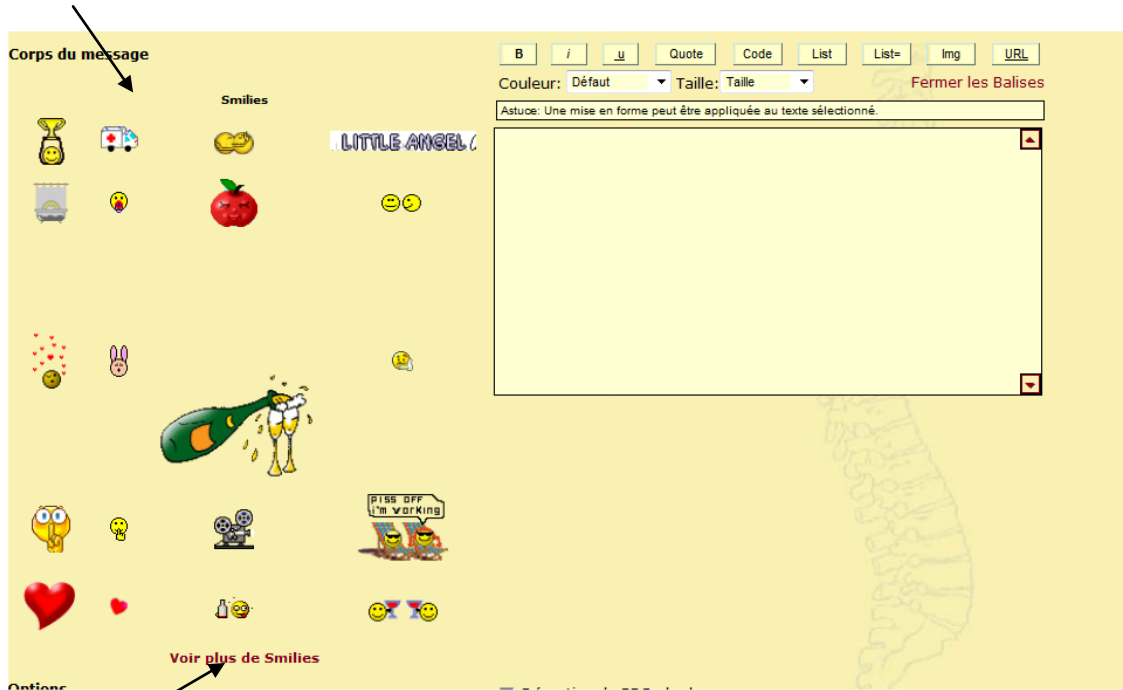 Corps du message
B i u Quote Code List List= Img URL
Couleur: Défaut Taille: Taille Fermer les Balises
Astuce: Une mise en forme peut être appliquée au texte sélectionné.
Smilies
LITTLE ANGEL
PISS OFF
i'm working
Voir plus de Smilies
Options